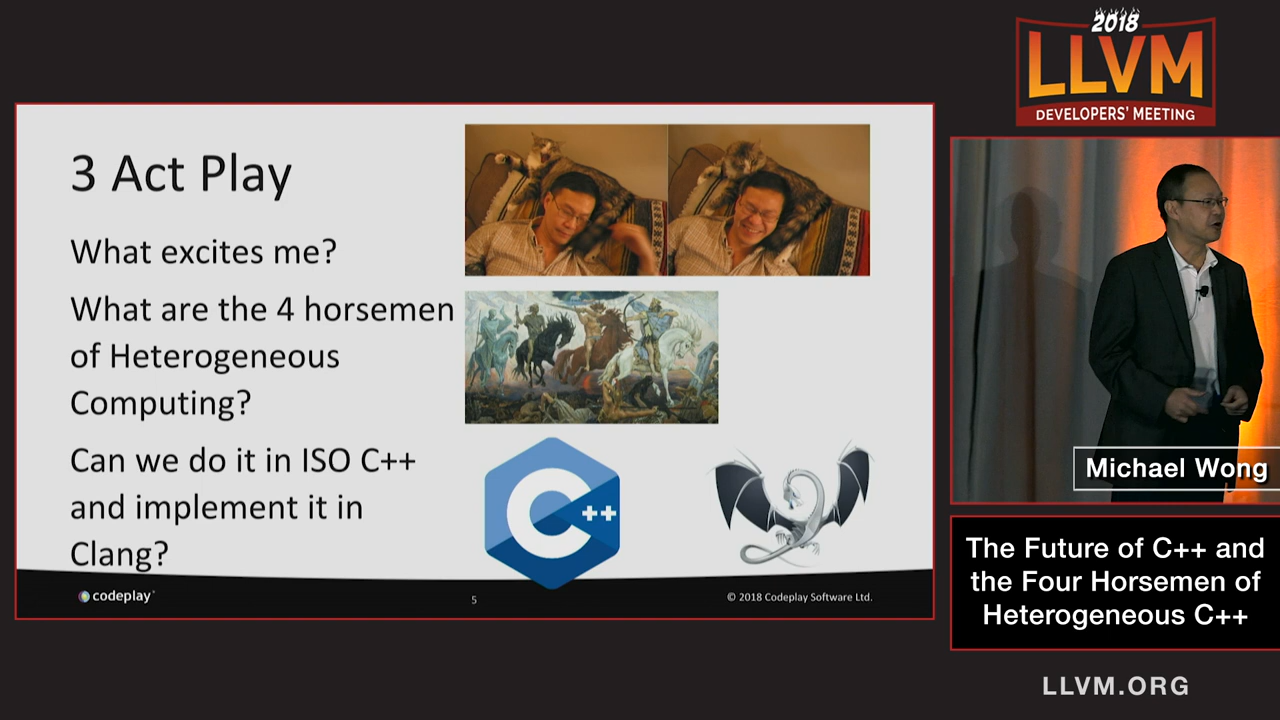 3 Act Play
What excites me?
What are the 4 horsemen
of Heterogeneous
Computing?
Can we do it in ISO C++
and implement it in
Clang?
C++
codeplay
5
© 2018 Codeplay Software Ltd.
2018
LLVM
DEVELOPERS' MEETING
Michael Wong
The Future of C++ and
the Four Horsemen of
Heterogeneous C++
LLVM.ORG